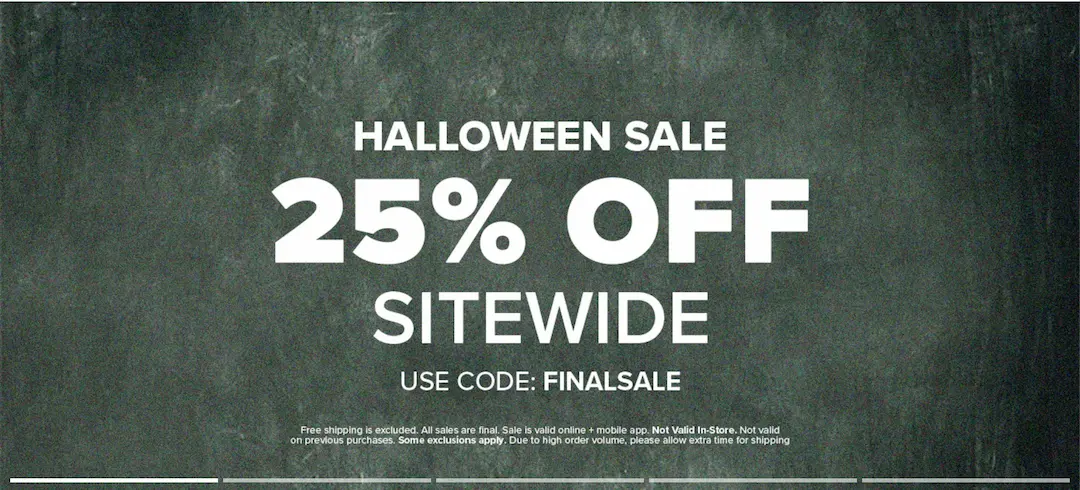 HALLOWEEN SALE
25% OFF
SITEWIDE
USE CODE: FINALSALE
Free shipping is excluded. All sales are final. Sale is valid online + mobile app. Not Valid In-Store. Not valid
on previous purchases. Some exclusions apply. Due to high order volume, please allow extra time for shipping